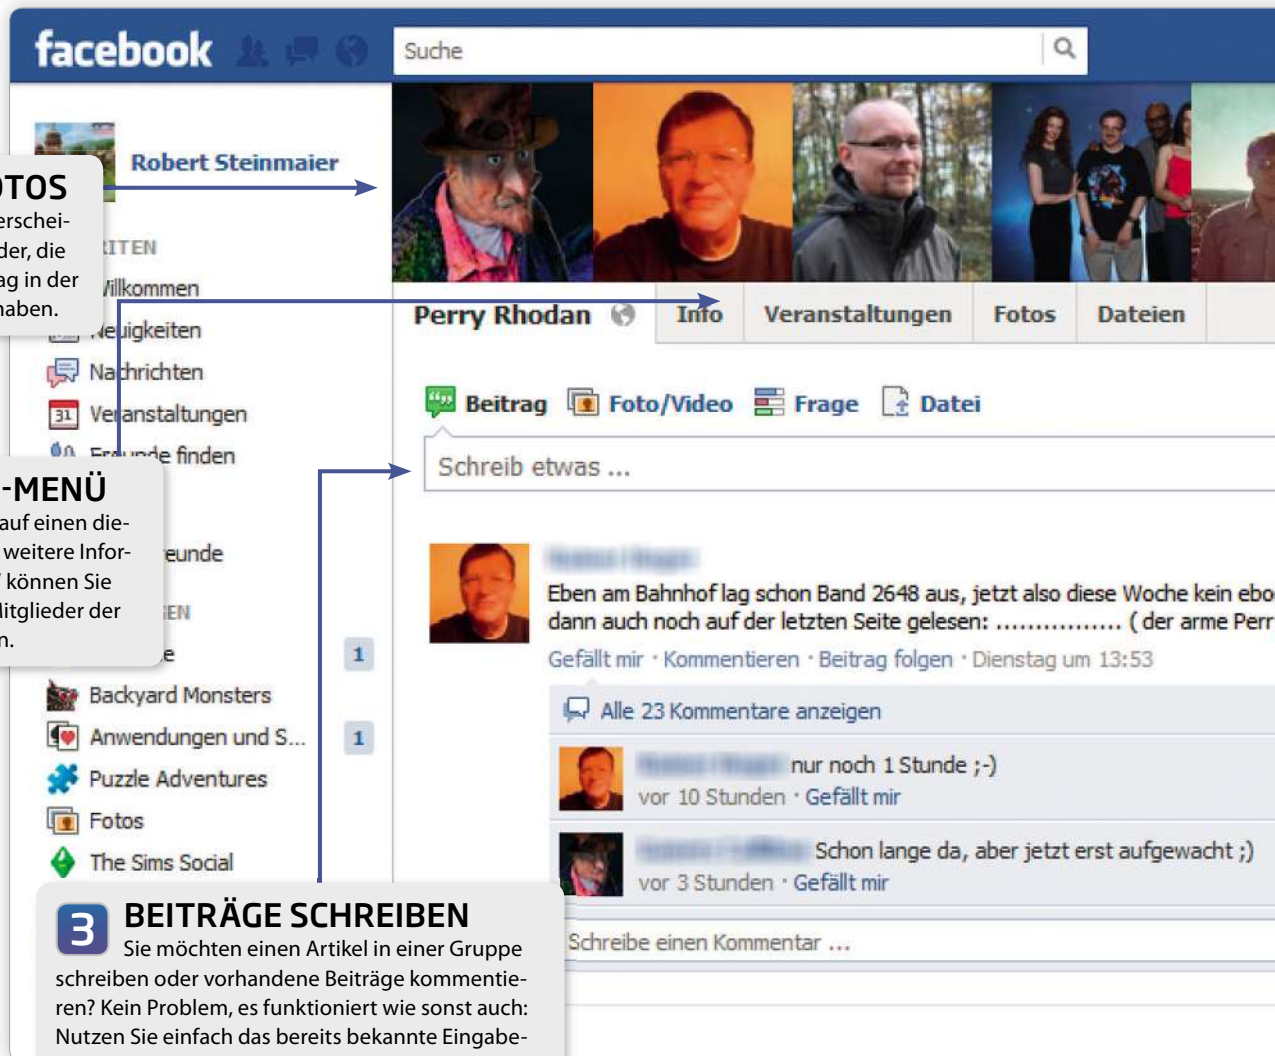 facebook
Suche
Robert Steinmaier
OTOS
erschei-
der, die
ag in der
haben.
RITEN
Willkommen
Neuigkeiten
Nachrichten
31 Veranstaltungen
Freunde finden
-MENÜ
auf einen die-
weitere Infor-
können Sie
Mitglieder der
n.
eunde
EN
e 1
Backyard Monsters
Anwendungen und S... 1
Puzzle Adventures
Fotos
The Sims Social
Perry Rhodan Info Veranstaltungen Fotos Dateien
Beitrag Foto/Video Frage Datei
Schreib etwas ...
Eben am Bahnhof lag schon Band 2648 aus, jetzt also diese Woche kein ebo
dann auch noch auf der letzten Seite gelesen: ................ ( der arme Perr
Gefällt mir · Kommentieren · Beitrag folgen · Dienstag um 13:53
Alle 23 Kommentare anzeigen
nur noch 1 Stunde ;-)
vor 10 Stunden · Gefällt mir
Schon lange da, aber jetzt erst aufgewacht ;)
vor 3 Stunden · Gefällt mir
Schreibe einen Kommentar ...
3 BEITRÄGE SCHREIBEN
Sie möchten einen Artikel in einer Gruppe
schreiben oder vorhandene Beiträge kommentie-
ren? Kein Problem, es funktioniert wie sonst auch:
Nutzen Sie einfach das bereits bekannte Eingabe-